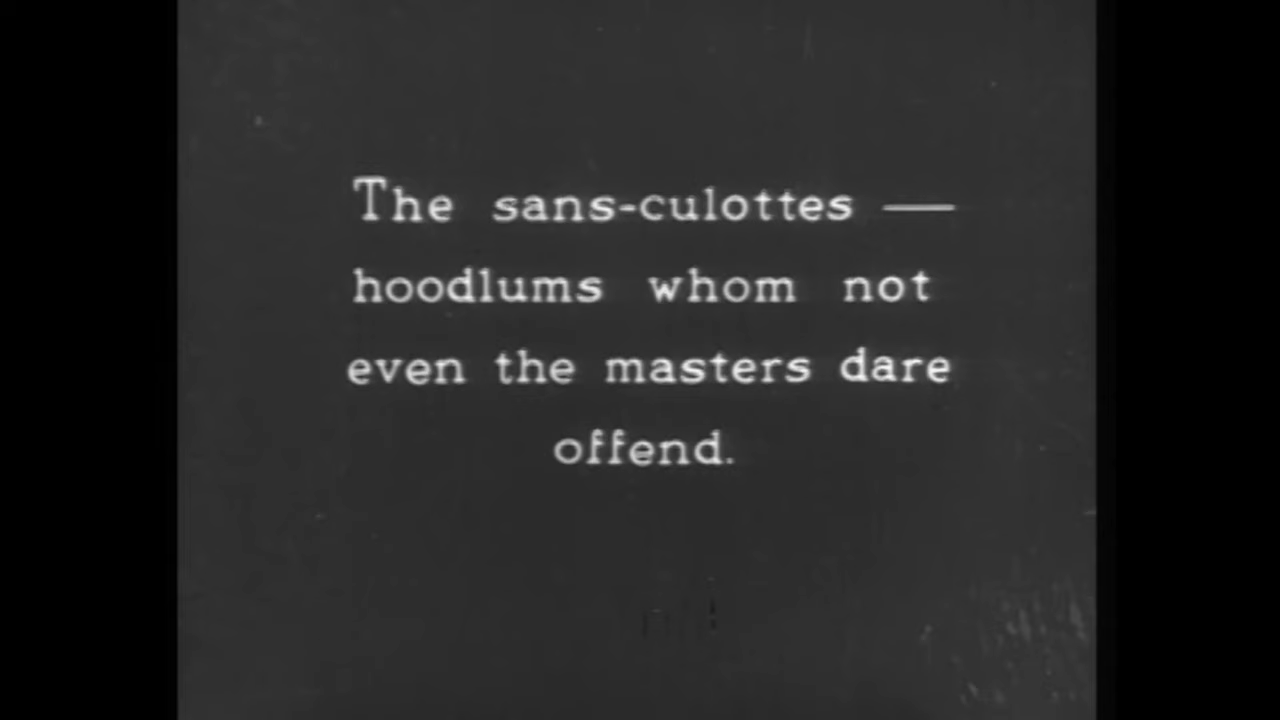 The sans-culottes —
hoodlums whom not
even the masters dare
offend.